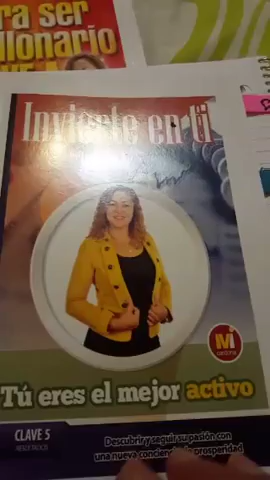 ra ser
llonario
Invierte en ti
Tú eres el mejor activo
CLAVE 5
Descubrir y seguir su pasión con
una nueva conciencia de prosperidad